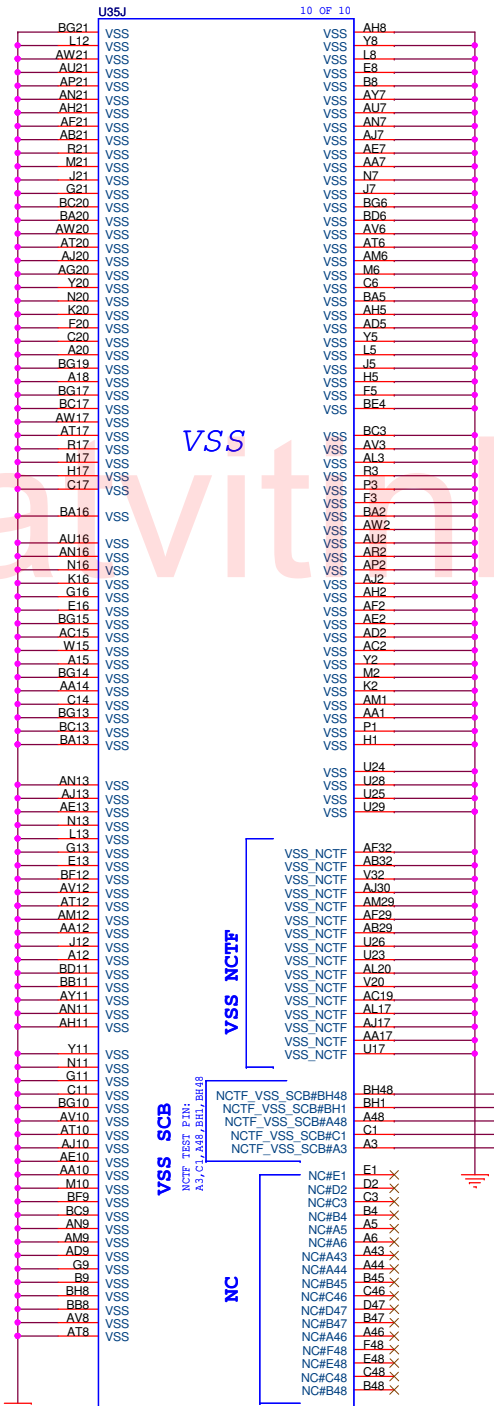 U35J 10 OF 10
BG21 VSS VSS AH8
L12 VSS VSS Y8
AW21 VSS VSS L8
AU21 VSS VSS E8
AP21 VSS VSS B8
AN21 VSS VSS AY7
AH21 VSS VSS AU7
AF21 VSS VSS AN7
AB21 VSS VSS AJ7
R21 VSS VSS AE7
M21 VSS VSS AA7
J21 VSS VSS N7
G21 VSS VSS J7
BC20 VSS VSS BG6
BA20 VSS VSS BD6
AW20 VSS VSS AV6
AT20 VSS VSS AT6
AJ20 VSS VSS AM6
AG20 VSS VSS M6
Y20 VSS VSS C6
N20 VSS VSS BA5
K20 VSS VSS AH5
F20 VSS VSS AD5
C20 VSS VSS Y5
A20 VSS VSS L5
BG19 VSS VSS J5
A18 VSS VSS H5
BG17 VSS VSS F5
BC17 VSS VSS BE4
AW17 VSS
AT17 VSS VSS BC3
VSS
R17 VSS VSS AV3
M17 VSS VSS AL3
H17 VSS VSS R3
C17 VSS VSS P3
VSS F3
BA16 VSS VSS BA2
VSS AW2
AU16 VSS VSS AU2
AN16 VSS VSS AR2
N16 VSS VSS AP2
K16 VSS VSS AJ2
G16 VSS VSS AH2
E16 VSS VSS AF2
BG15 VSS VSS AE2
AC15 VSS VSS AD2
W15 VSS VSS AC2
A15 VSS VSS Y2
BG14 VSS VSS M2
AA14 VSS VSS K2
C14 VSS VSS AM1
BG13 VSS VSS AA1
BC13 VSS VSS P1
BA13 VSS VSS H1
VSS U24
AN13 VSS VSS U28
AJ13 VSS VSS U25
AE13 VSS VSS U29
N13 VSS
L13 VSS
G13 VSS VSS_NCTF AF32
E13 VSS VSS_NCTF AB32
BF12 VSS VSS_NCTF V32
AV12 VSS VSS_NCTF AJ30
AT12 VSS VSS_NCTF AM29
AM12 VSS VSS_NCTF AF29
AA12 VSS VSS_NCTF AB29
J12 VSS VSS_NCTF U26
A12 VSS VSS_NCTF U23
BD11 VSS VSS_NCTF AL20
BB11 VSS VSS_NCTF V20
AY11 VSS VSS_NCTF AC19
AN11 VSS VSS_NCTF AL17
AH11 VSS VSS_NCTF AJ17
VSS_NCTF AA17
Y11 VSS VSS_NCTF U17
VSS NCTF
N11 VSS
G11 VSS
C11 VSS NCTF_VSS_SCB#BH48 BH48
BG10 VSS NCTF_VSS_SCB#BH1 BH1
AV10 VSS NCTF_VSS_SCB#A48 A48
AT10 VSS NCTF_VSS_SCB#C1 C1
AJ10 VSS NCTF_VSS_SCB#A3 A3
VSS SCB
NCTF TEST PIN:
A3,C1,A48,BH1,BH48
AE10 VSS
AA10 VSS NC#E1 E1
M10 VSS NC#D2 D2
BF9 VSS NC#C3 C3
BC9 VSS NC#B4 B4
AN9 VSS NC#A5 A5
AM9 VSS NC#A6 A6
AD9 VSS NC#A43 A43
G9 VSS NC#A44 A44
B9 VSS NC#B45 B45
BH8 VSS NC#C46 C46
BB8 VSS NC#D47 D47
AV8 VSS NC#B47 B47
AT8 VSS NC#A46 A46
NC#F48 F48
NC#E48 E48
NC#C48 C48
NC#B48 B48
NC